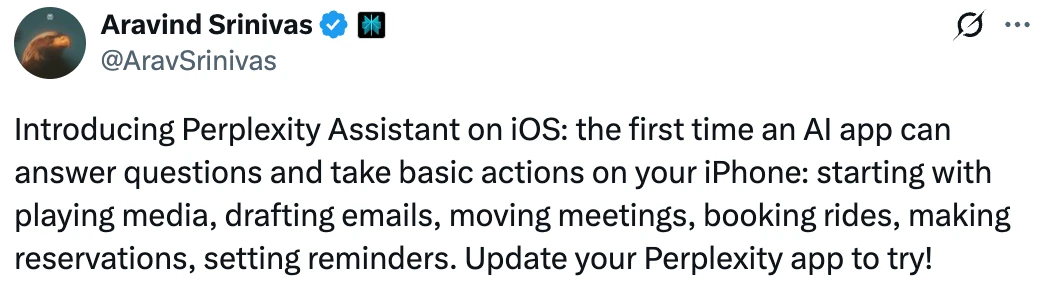 Aravind Srinivas
@AravSrinivas
Introducing Perplexity Assistant on iOS: the first time an AI app can
answer questions and take basic actions on your iPhone: starting with
playing media, drafting emails, moving meetings, booking rides, making
reservations, setting reminders. Update your Perplexity app to try!